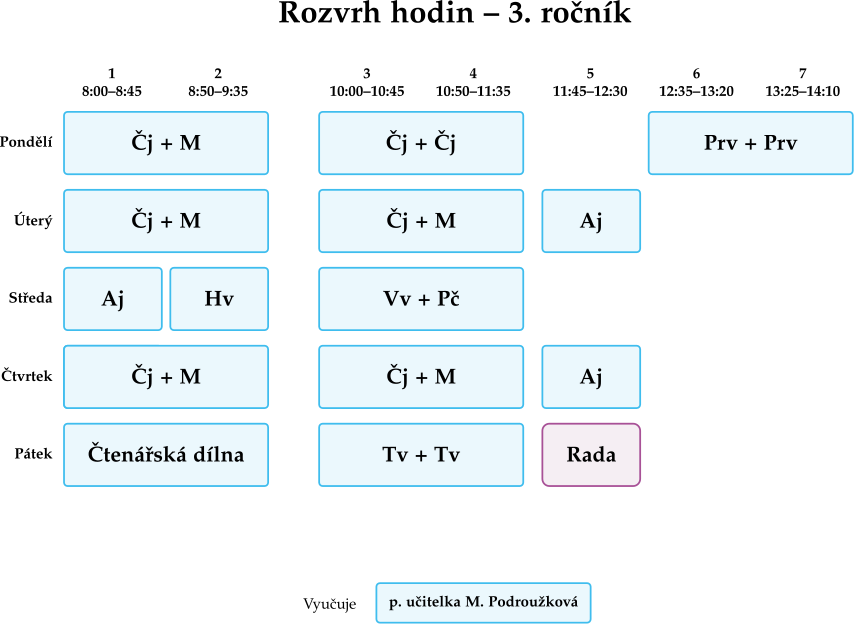 Rozvrh hodin – 3. ročník
1 2 3 4 5 6 7
8:00–8:45 8:50–9:35 10:00–10:45 10:50–11:35 11:45–12:30 12:35–13:20 13:25–14:10
Pondělí Čj + M Čj + Čj Prv + Prv
Úterý Čj + M Čj + M Aj
Středa Aj Hv Vv + Pč
Čtvrtek Čj + M Čj + M Aj
Pátek Čtenářská dílna Tv + Tv Rada
Vyučuje p. učitelka M. Podroužková